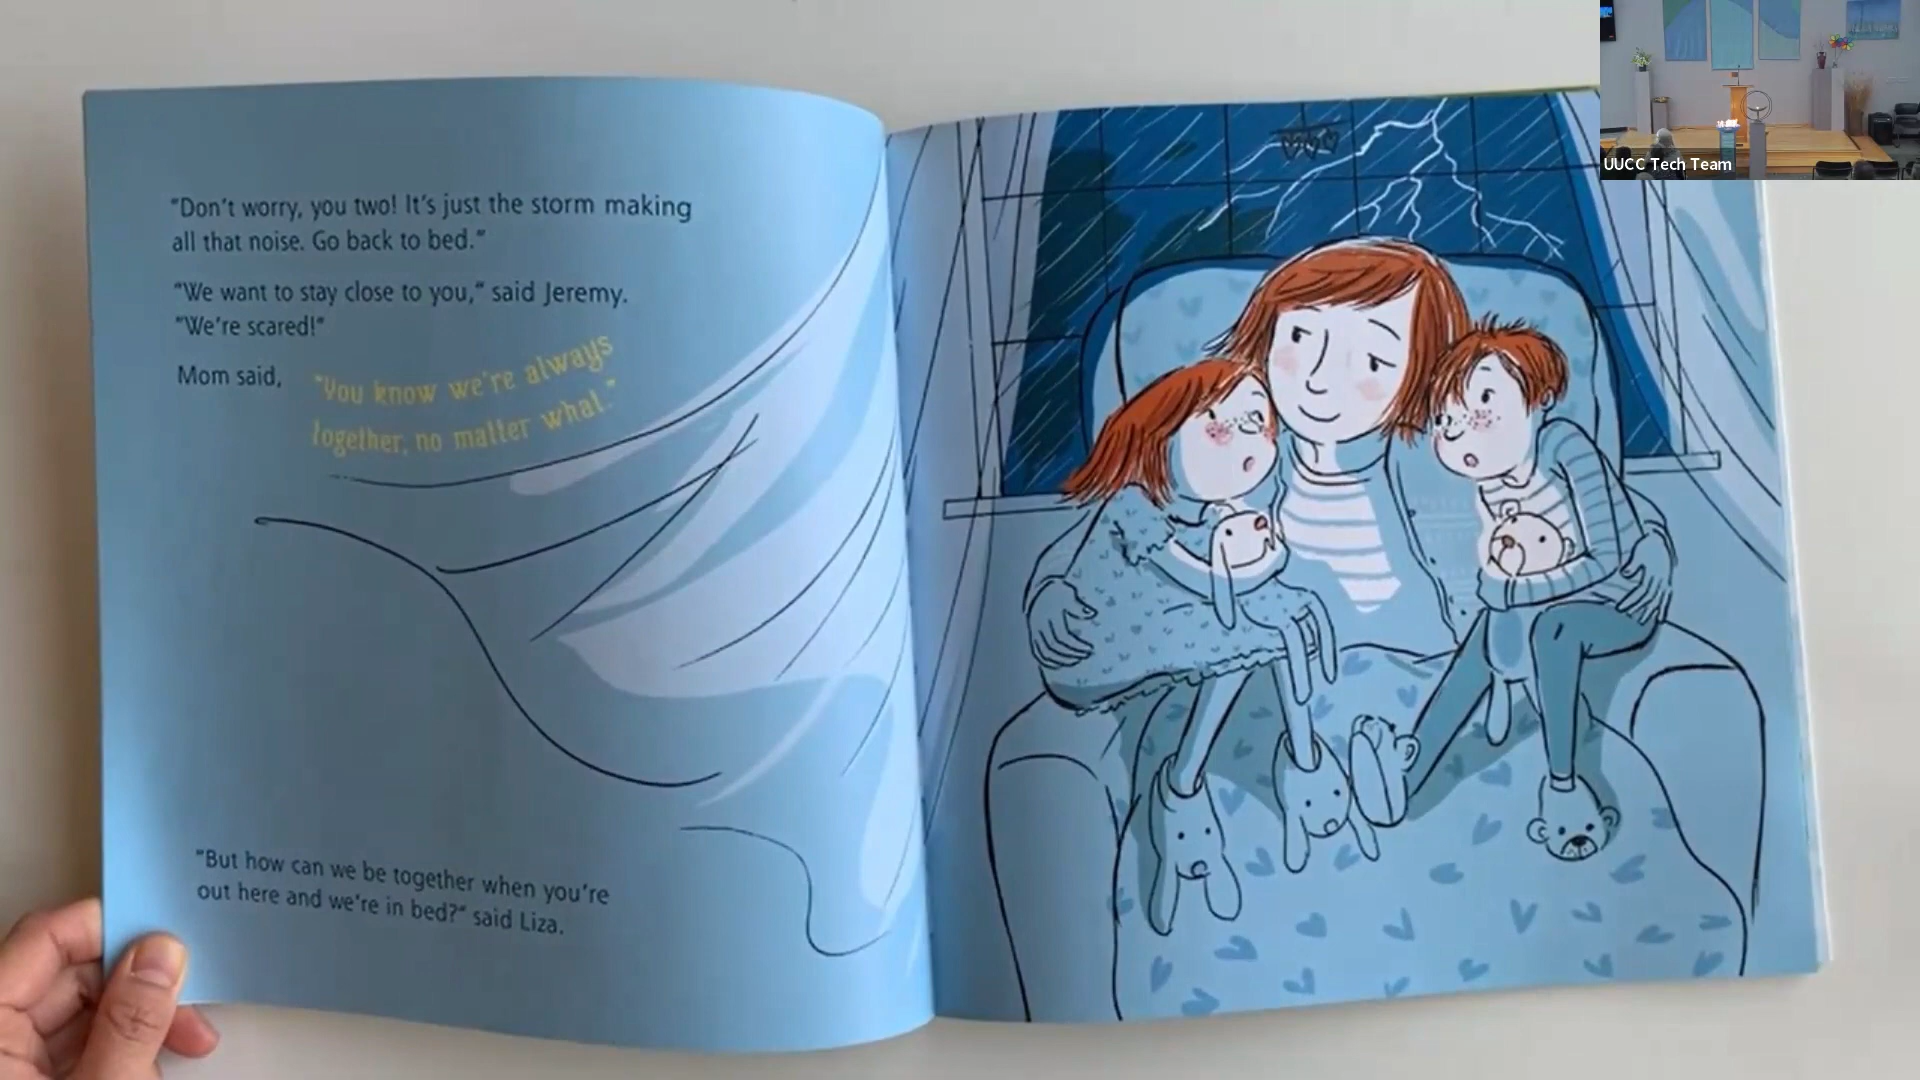 "Don't worry, you two! It's just the storm making
all that noise. Go back to bed."
"We want to stay close to you," said Jeremy.
"We're scared!"
Mom said,
"You know we're always
together, no matter what."
"But how can we be together when you're
out here and we're in bed?" said Liza.
UUCC Tech Team